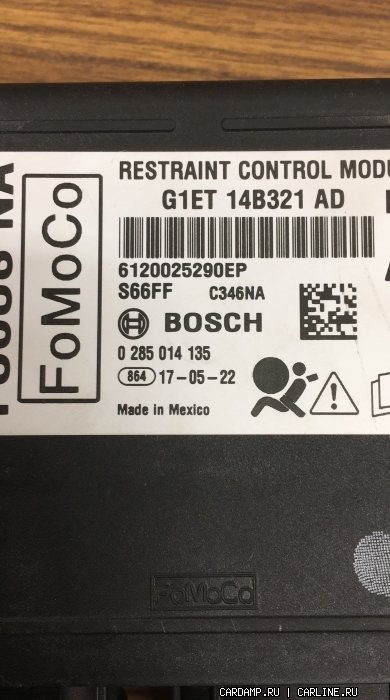 RESTRAINT CONTROL MODU
G1ET 14B321 AD
6120025290EP
S66FF C346NA
BOSCH
0 285 014 135
864 17-05-22
Made in Mexico
FoMoCo
FoMoCo
CARDAMP.RU | CARLINE.RU